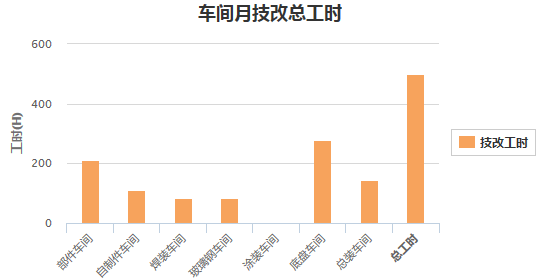 车间月技改总工时
工时(H)
600
400
200
0
部件车间
自制件车间
焊装车间
玻璃钢车间
涂装车间
底盘车间
总装车间
总工时
技改工时